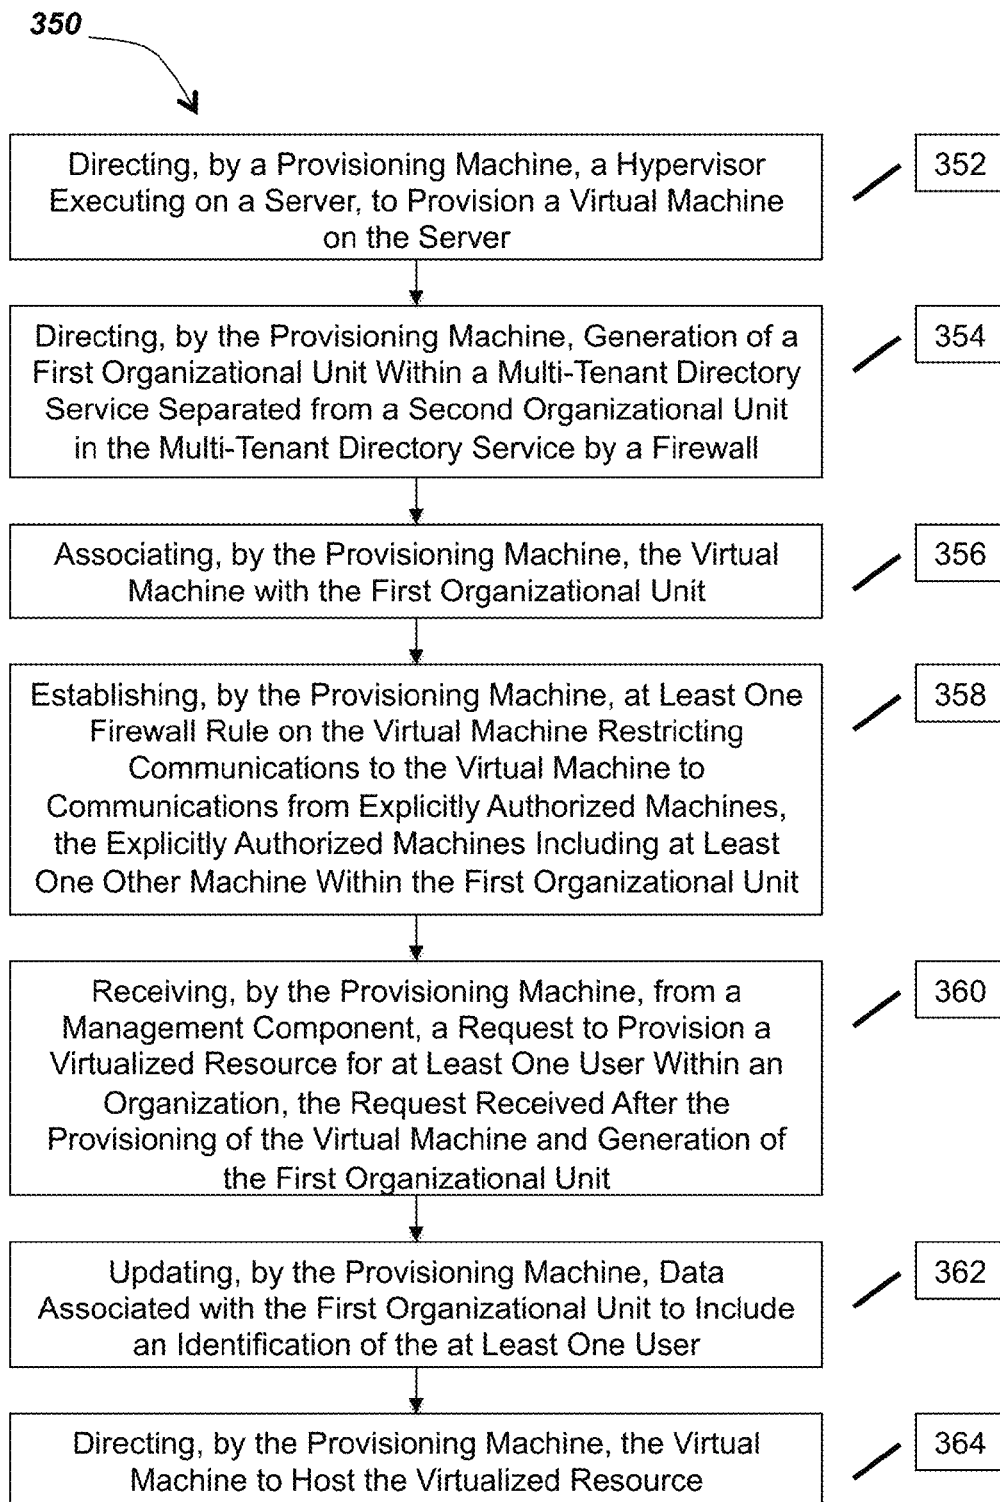 350
Directing, by a Provisioning Machine, a Hypervisor
Executing on a Server, to Provision a Virtual Machine
on the Server
352
Directing, by the Provisioning Machine, Generation of a
First Organizational Unit Within a Multi-Tenant Directory
Service Separated from a Second Organizational Unit
in the Multi-Tenant Directory Service by a Firewall
354
Associating, by the Provisioning Machine, the Virtual
Machine with the First Organizational Unit
356
Establishing, by the Provisioning Machine, at Least One
Firewall Rule on the Virtual Machine Restricting
Communications to the Virtual Machine to
Communications from Explicitly Authorized Machines,
the Explicitly Authorized Machines Including at Least
One Other Machine Within the First Organizational Unit
358
Receiving, by the Provisioning Machine, from a
Management Component, a Request to Provision a
Virtualized Resource for at Least One User Within an
Organization, the Request Received After the
Provisioning of the Virtual Machine and Generation of
the First Organizational Unit
360
Updating, by the Provisioning Machine, Data
Associated with the First Organizational Unit to Include
an Identification of the at Least One User
362
Directing, by the Provisioning Machine, the Virtual
Machine to Host the Virtualized Resource
364